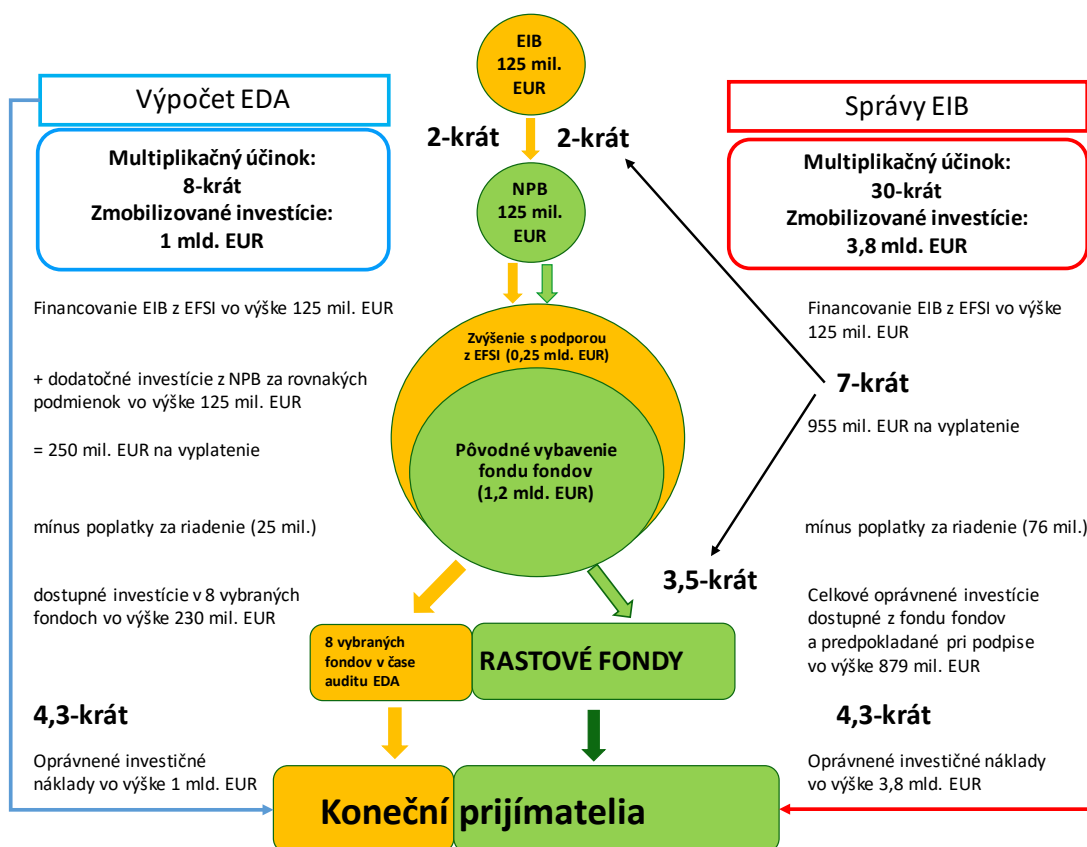 EIB
125 mil.
EUR
Výpočet EDA
Multiplikačný účinok:
8-krát
Zmobilizované investície:
1 mld. EUR
2-krát
2-krát
Správy EIB
Multiplikačný účinok:
30-krát
Zmobilizované investície:
3,8 mld. EUR
NPB
125 mil.
EUR
Financovanie EIB z EFSI vo výške 125 mil. EUR
+ dodatočné investície z NPB za rovnakých
podmienok vo výške 125 mil. EUR
= 250 mil. EUR na vyplatenie
mínus poplatky za riadenie (25 mil.)
dostupné investície v 8 vybraných
fondoch vo výške 230 mil. EUR
4,3-krát
Oprávnené investičné
náklady vo výške 1 mld. EUR
Zvýšenie s podporou
z EFSI (0,25 mld. EUR)
Pôvodné vybavenie
fondu fondov
(1,2 mld. EUR)
3,5-krát
8 vybraných
fondov v čase
auditu EDA
RASTOVÉ FONDY
Koneční prijímatelia
Financovanie EIB z EFSI vo výške
125 mil. EUR
7-krát
955 mil. EUR na vyplatenie
mínus poplatky za riadenie (76 mil.)
Celkové oprávnené investície
dostupné z fondu fondov
a predpokladané pri podpise
vo výške 879 mil. EUR
4,3-krát
Oprávnené investičné náklady
vo výške 3,8 mld. EUR